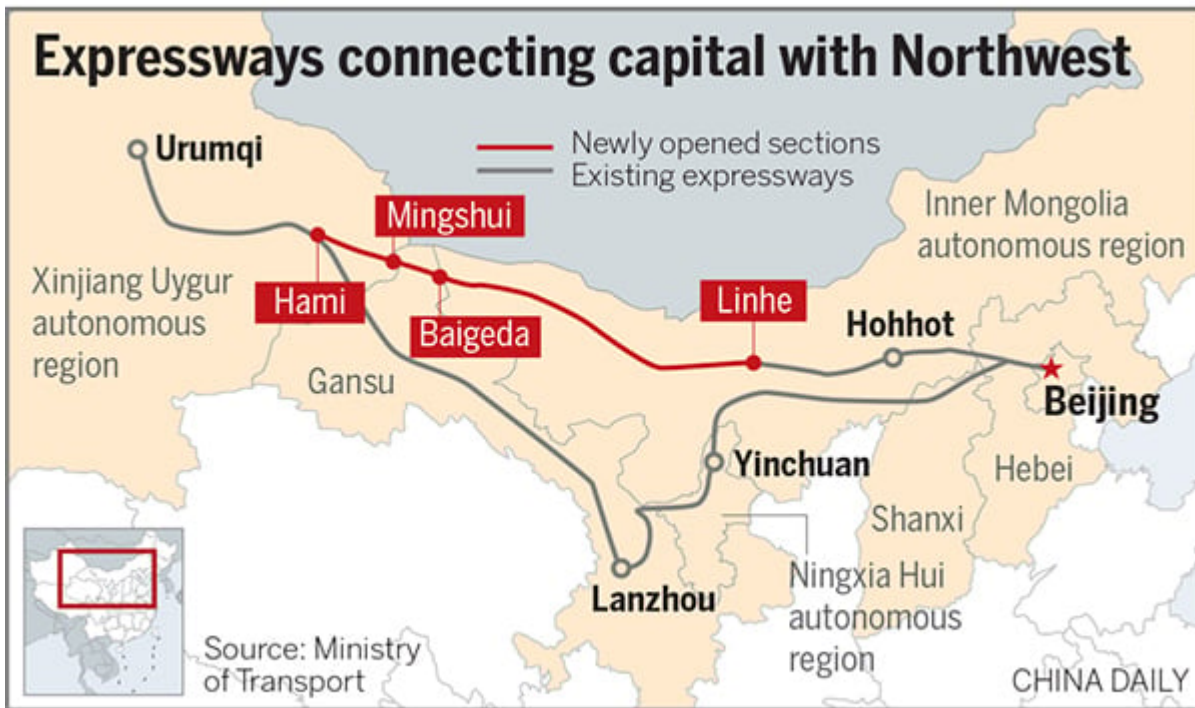 Expressways connecting capital with Northwest
Urumqi
Newly opened sections
Existing expressways
Mingshui
Inner Mongolia
autonomous region
Xinjiang Uygur
autonomous
region
Hami
Baigeda
Linhe
Hohhot
Gansu
Beijing
Yinchuan
Hebei
Shanxi
Lanzhou
Ningxia Hui
autonomous
region
Source: Ministry
of Transport
CHINA DAILY